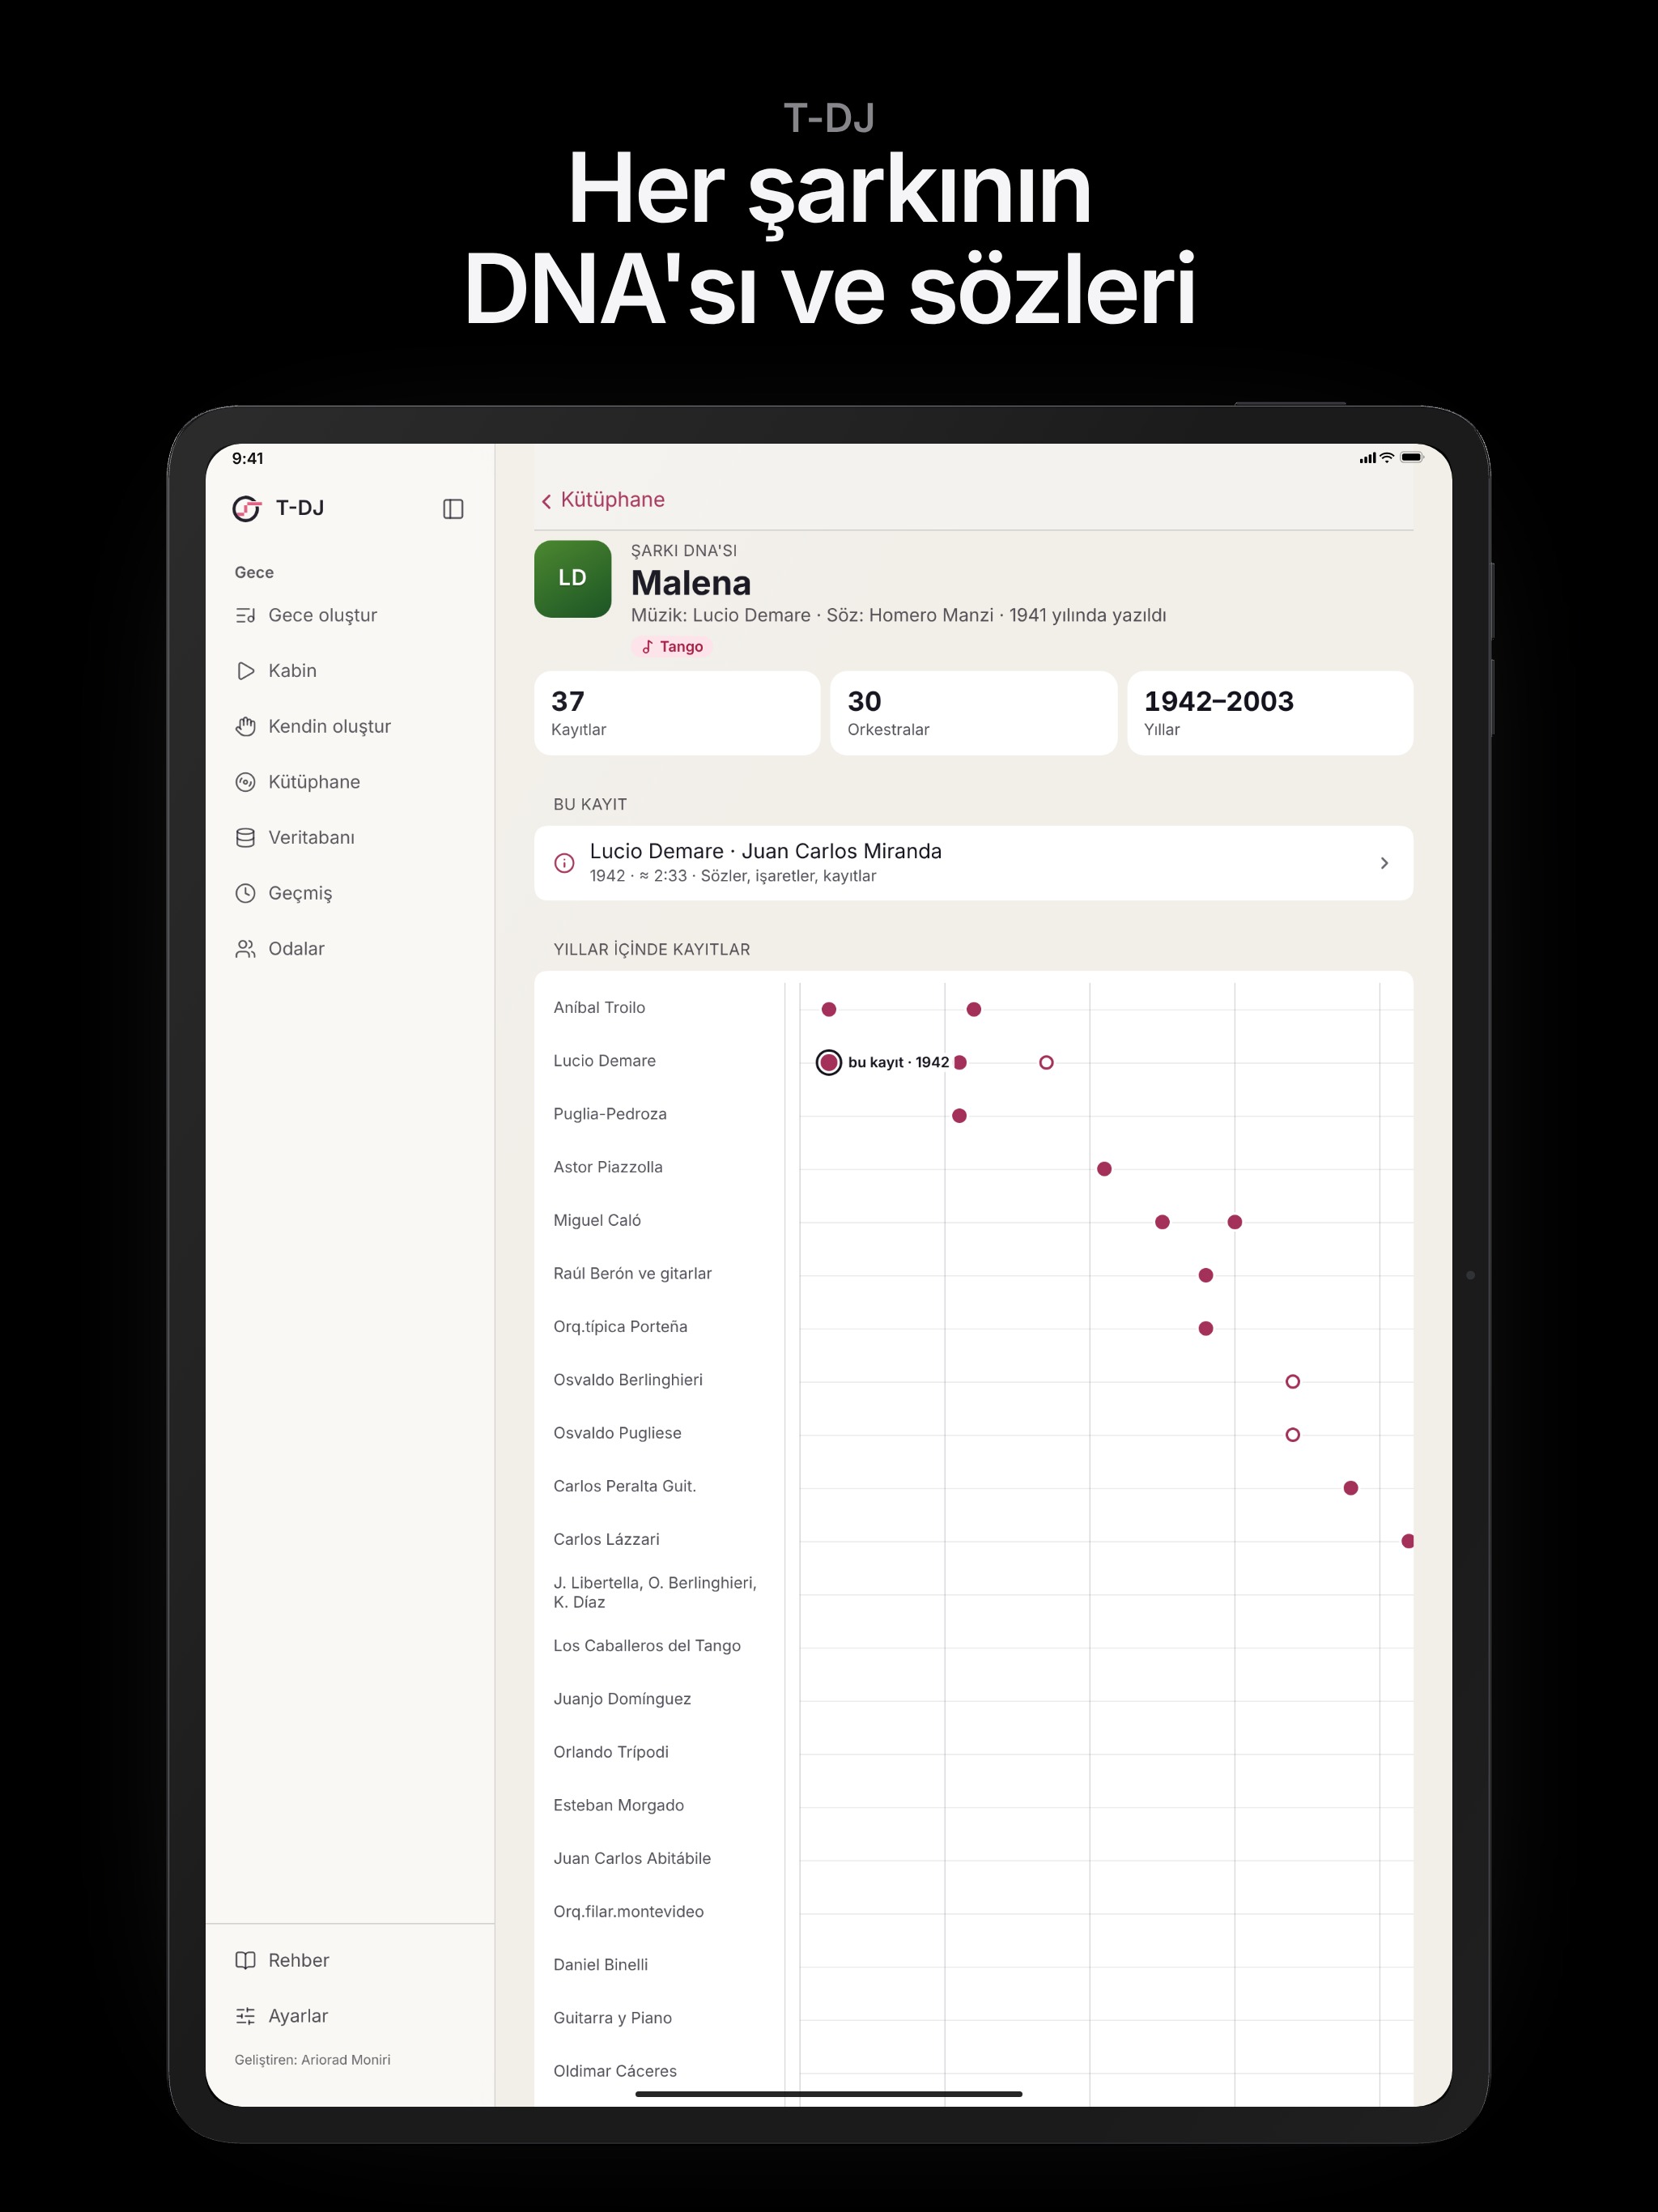 T-DJ
Her şarkının
DNA'sı ve sözleri
9:41
T-DJ
Gece
Gece oluştur
Kabin
Kendin oluştur
Kütüphane
Veritabanı
Geçmiş
Odalar
Rehber
Ayarlar
Geliştiren: Ariorad Moniri
Kütüphane
LD
ŞARKI DNA'SI
Malena
Müzik: Lucio Demare · Söz: Homero Manzi · 1941 yılında yazıldı
Tango
37
Kayıtlar
30
Orkestralar
1942–2003
Yıllar
BU KAYIT
Lucio Demare · Juan Carlos Miranda
1942 · ≈ 2:33 · Sözler, işaretler, kayıtlar
YILLAR İÇİNDE KAYITLAR
Aníbal Troilo
Lucio Demare
bu kayıt · 1942
Puglia-Pedroza
Astor Piazzolla
Miguel Caló
Raúl Berón ve gitarlar
Orq.típica Porteña
Osvaldo Berlinghieri
Osvaldo Pugliese
Carlos Peralta Guit.
Carlos Lázzari
J. Libertella, O. Berlinghieri,
K. Díaz
Los Caballeros del Tango
Juanjo Domínguez
Orlando Trípodi
Esteban Morgado
Juan Carlos Abitábile
Orq.filar.montevideo
Daniel Binelli
Guitarra y Piano
Oldimar Cáceres